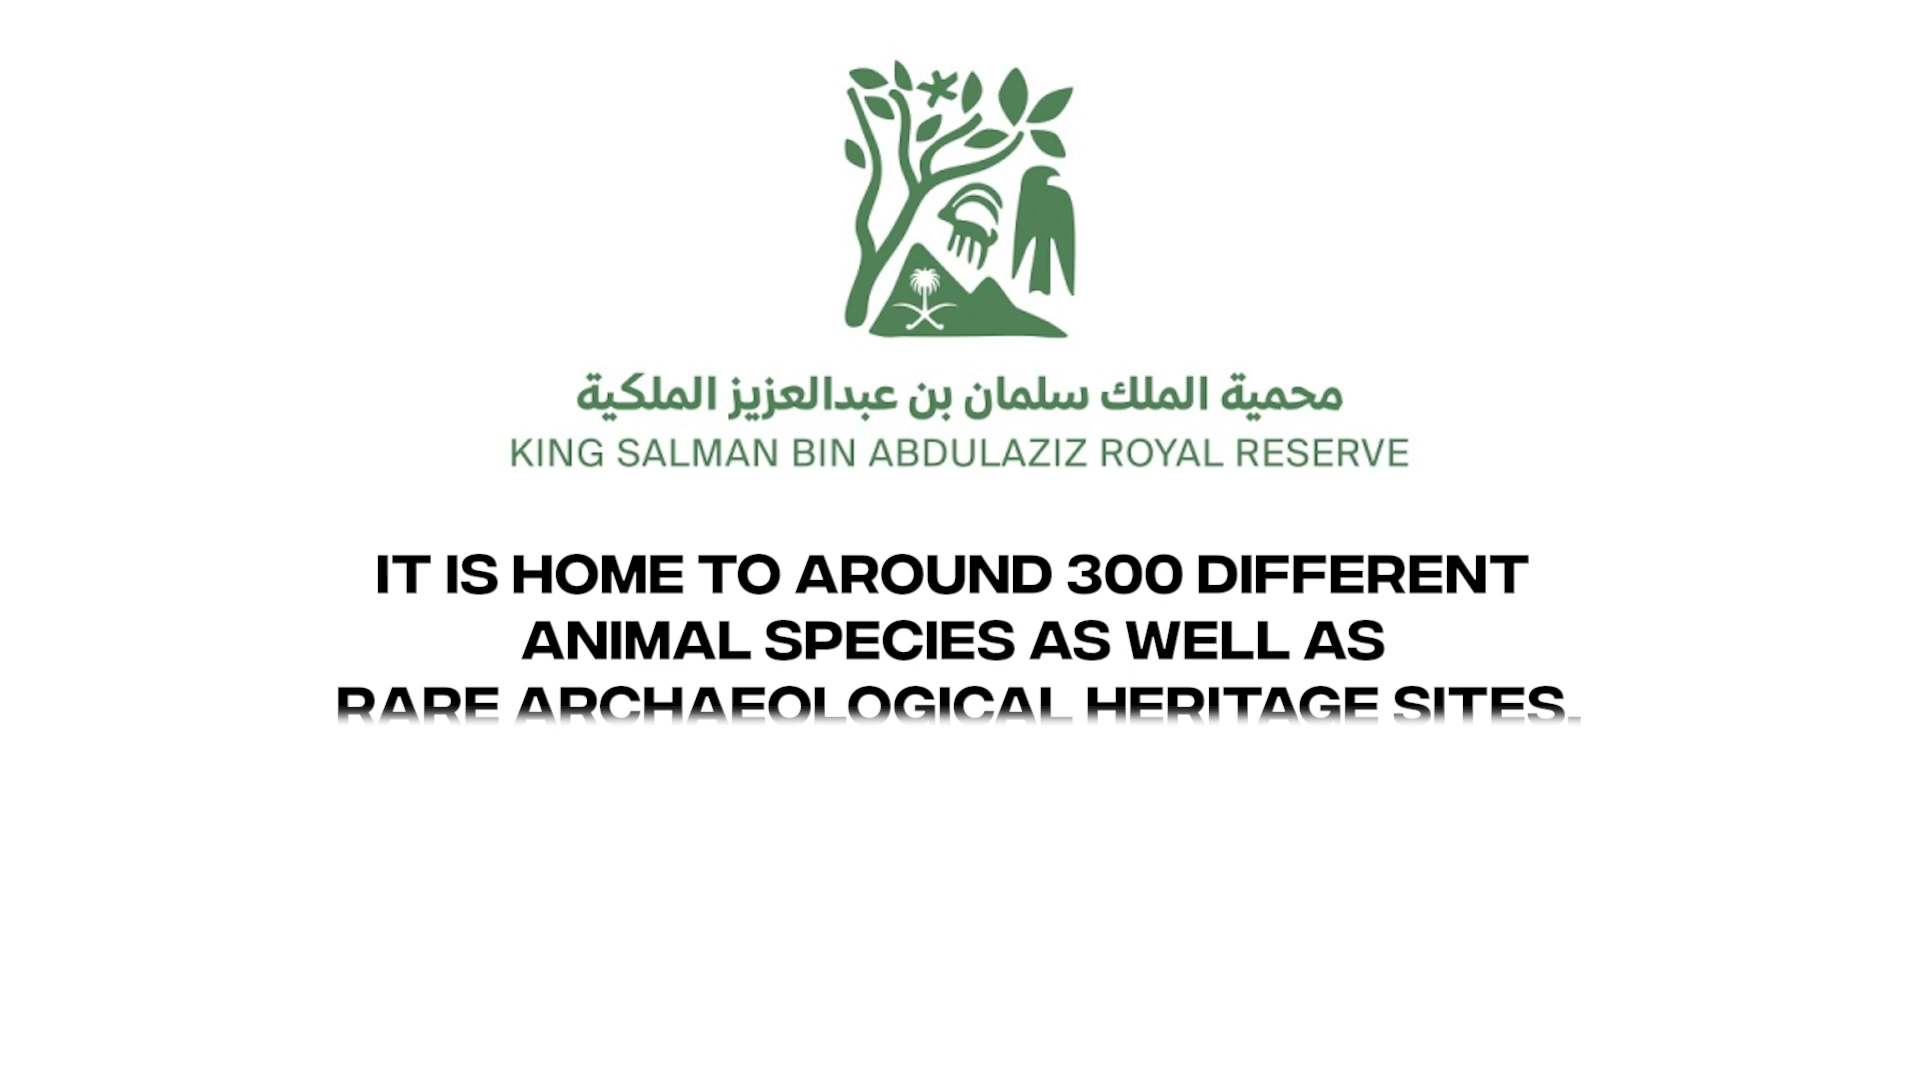 محمية الملك سلمان بن عبدالعزيز الملكية
KING SALMAN BIN ABDULAZIZ ROYAL RESERVE
IT IS HOME TO AROUND 300 DIFFERENT
ANIMAL SPECIES AS WELL AS
RARE ARCHAEOLOGICAL HERITAGE SITES.